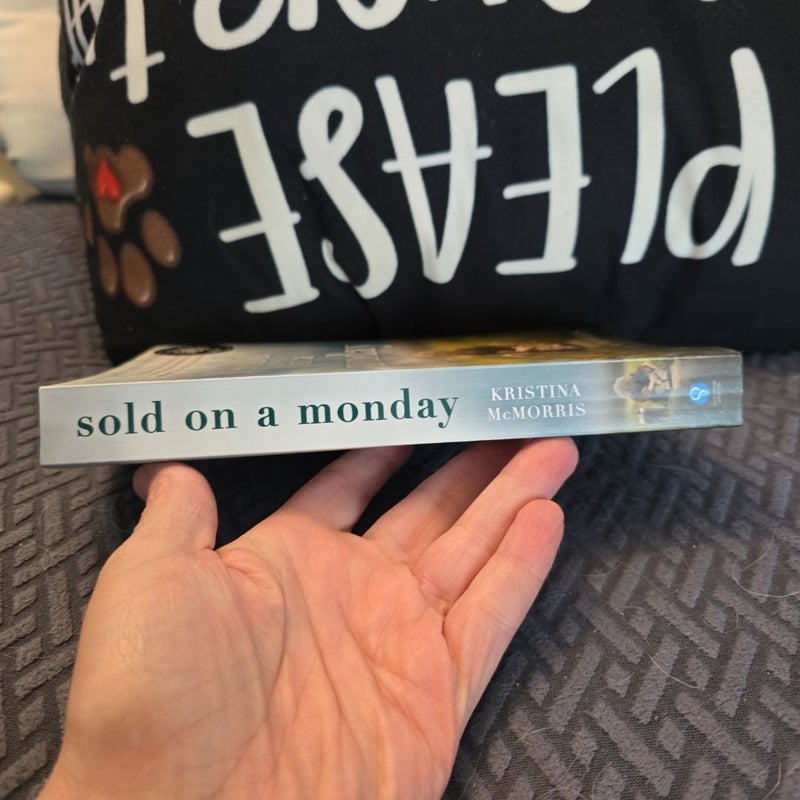 PLEASE
sold on a monday
KRISTINA
McMORRIS